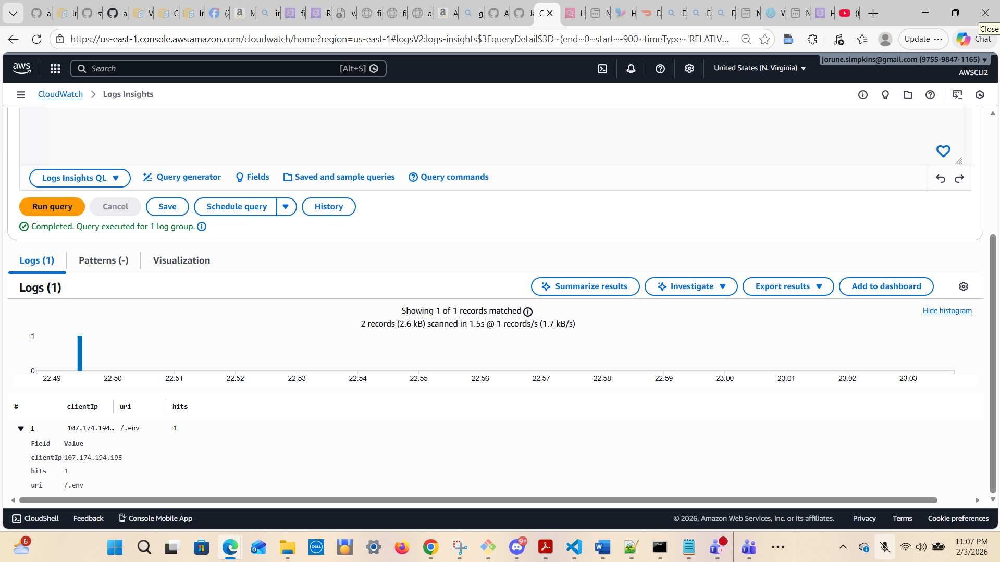 Close
https://us-east-1.console.aws.amazon.com/cloudwatch/home?region=us-east-1#logsV2:logs-insights$3FqueryDetail$3D~(end~0~start~-900~timeType~'RELATIV...
Update
Chat
aws
Search
[Alt+S]
United States (N. Virginia)
jorune.simpkins@gmail.com (9755-9847-1165)
AWSCLI2
CloudWatch
Logs Insights
Logs Insights QL
Query generator
Fields
Saved and sample queries
Query commands
Run query
Cancel
Save
Schedule query
History
Completed. Query executed for 1 log group.
Logs (1)
Patterns (-)
Visualization
Logs (1)
Summarize results
Investigate
Export results
Add to dashboard
Showing 1 of 1 records matched
Hide histogram
2 records (2.6 kB) scanned in 1.5s @ 1 records/s (1.7 kB/s)
1
0
22:49 22:50 22:51 22:52 22:53 22:54 22:55 22:56 22:57 22:58 22:59 23:00 23:01 23:02 23:03
# clientIp uri hits
1 107.174.194... /.env 1
Field Value
clientIp 107.174.194.195
hits 1
uri /.env
CloudShell
Feedback
Console Mobile App
© 2026, Amazon Web Services, Inc. or its affiliates.
Privacy
Terms
Cookie preferences
6
DELL
9+
11:07 PM
2/3/2026